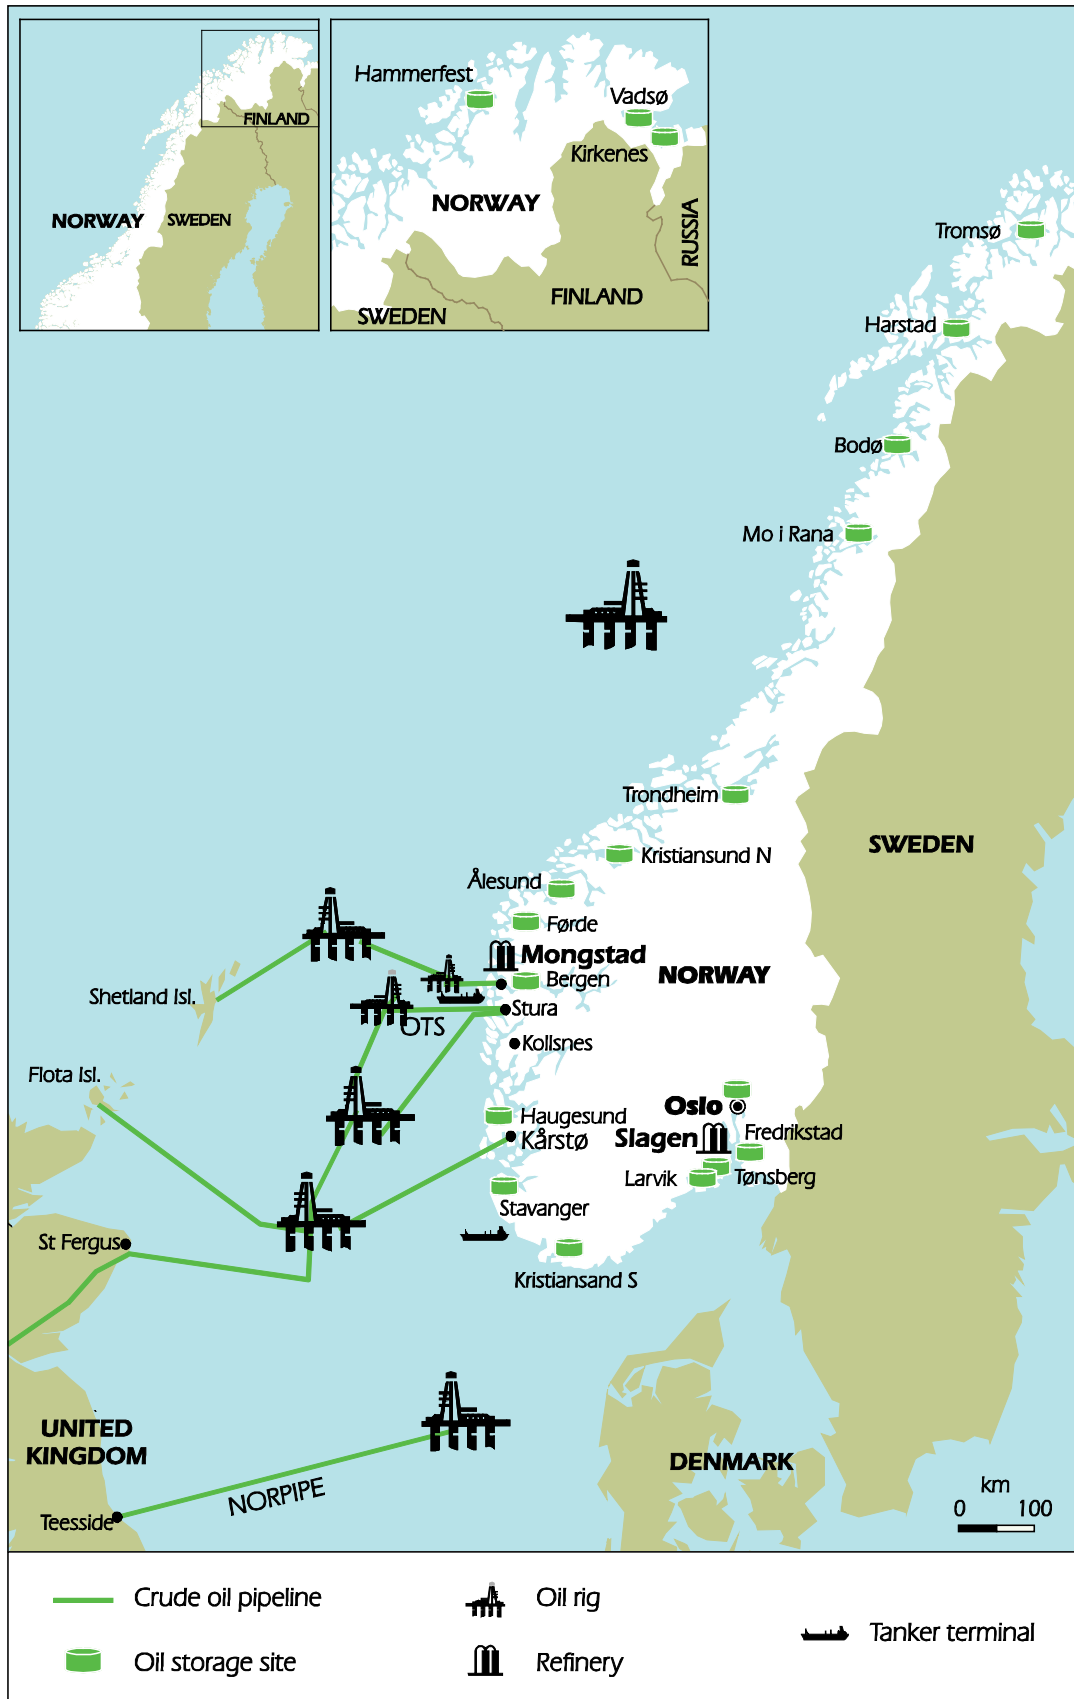 FINLAND
NORWAY
SWEDEN
Hammerfest
Vadsø
Kirkenes
NORWAY
RUSSIA
FINLAND
SWEDEN
Tromsø
Harstad
Bodø
Mo i Rana
Trondheim
SWEDEN
Kristiansund N
Ålesund
Førde
Mongstad
NORWAY
Bergen
Shetland Isl.
Stura
OTS
Kollsnes
Flota Isl.
Oslo
Haugesund
Kårstø
Slagen
Fredrikstad
Larvik
Tønsberg
Stavanger
St Fergus
Kristiansand S
UNITED
KINGDOM
DENMARK
NORPIPE
km
0 100
Teesside
Crude oil pipeline
Oil rig
Tanker terminal
Oil storage site
Refinery